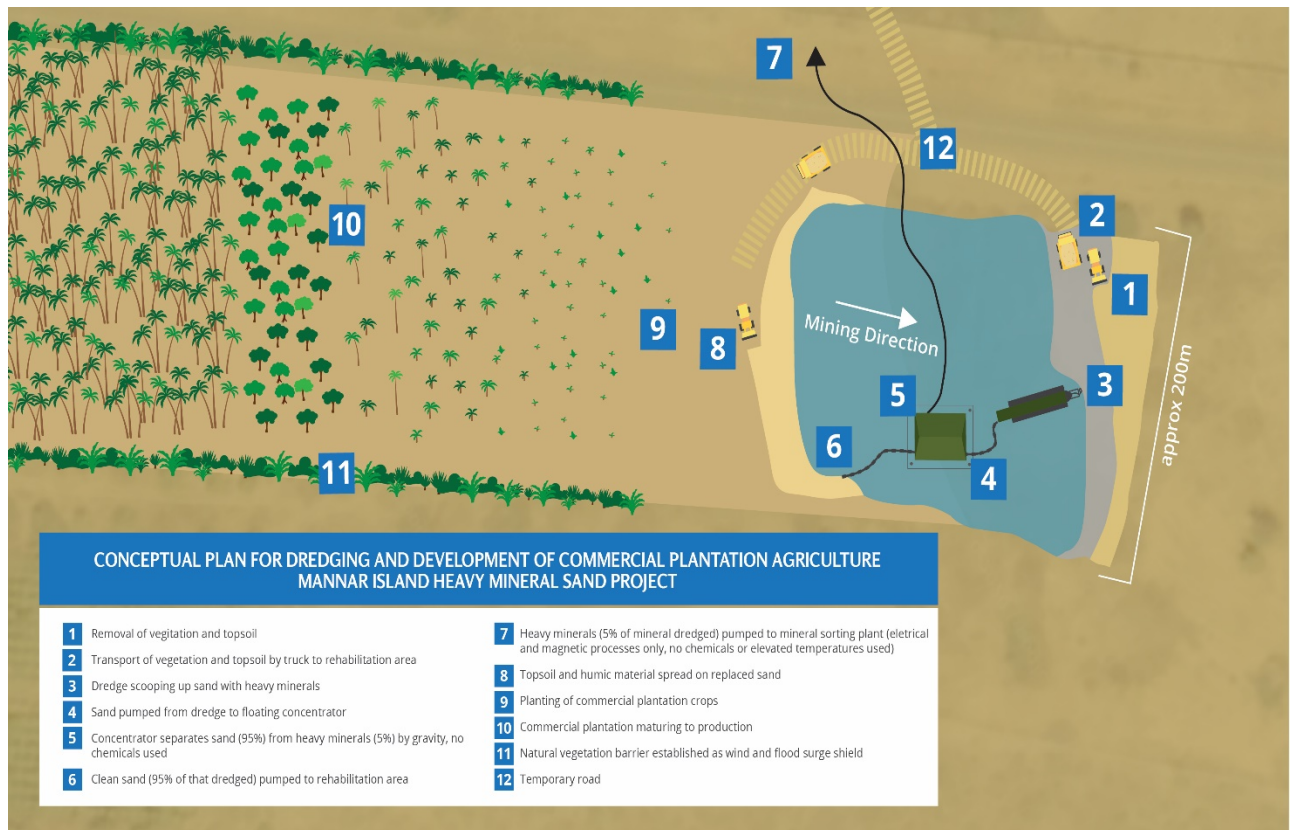 7
12
2
1
10
9
8
Mining Direction
5
3
6
4
approx 200m
11
CONCEPTUAL PLAN FOR DREDGING AND DEVELOPMENT OF COMMERCIAL PLANTATION AGRICULTURE
MANNAR ISLAND HEAVY MINERAL SAND PROJECT
1 Removal of vegitation and topsoil
2 Transport of vegetation and topsoil by truck to rehabilitation area
3 Dredge scooping up sand with heavy minerals
4 Sand pumped from dredge to floating concentrator
5 Concentrator separates sand (95%) from heavy minerals (5%) by gravity, no
chemicals used
6 Clean sand (95% of that dredged) pumped to rehabilitation area
7 Heavy minerals (5% of mineral dredged) pumped to mineral sorting plant (eletrical
and magnetic processes only, no chemicals or elevated temperatures used)
8 Topsoil and humic material spread on replaced sand
9 Planting of commercial plantation crops
10 Commercial plantation maturing to production
11 Natural vegetation barrier established as wind and flood surge shield
12 Temporary road